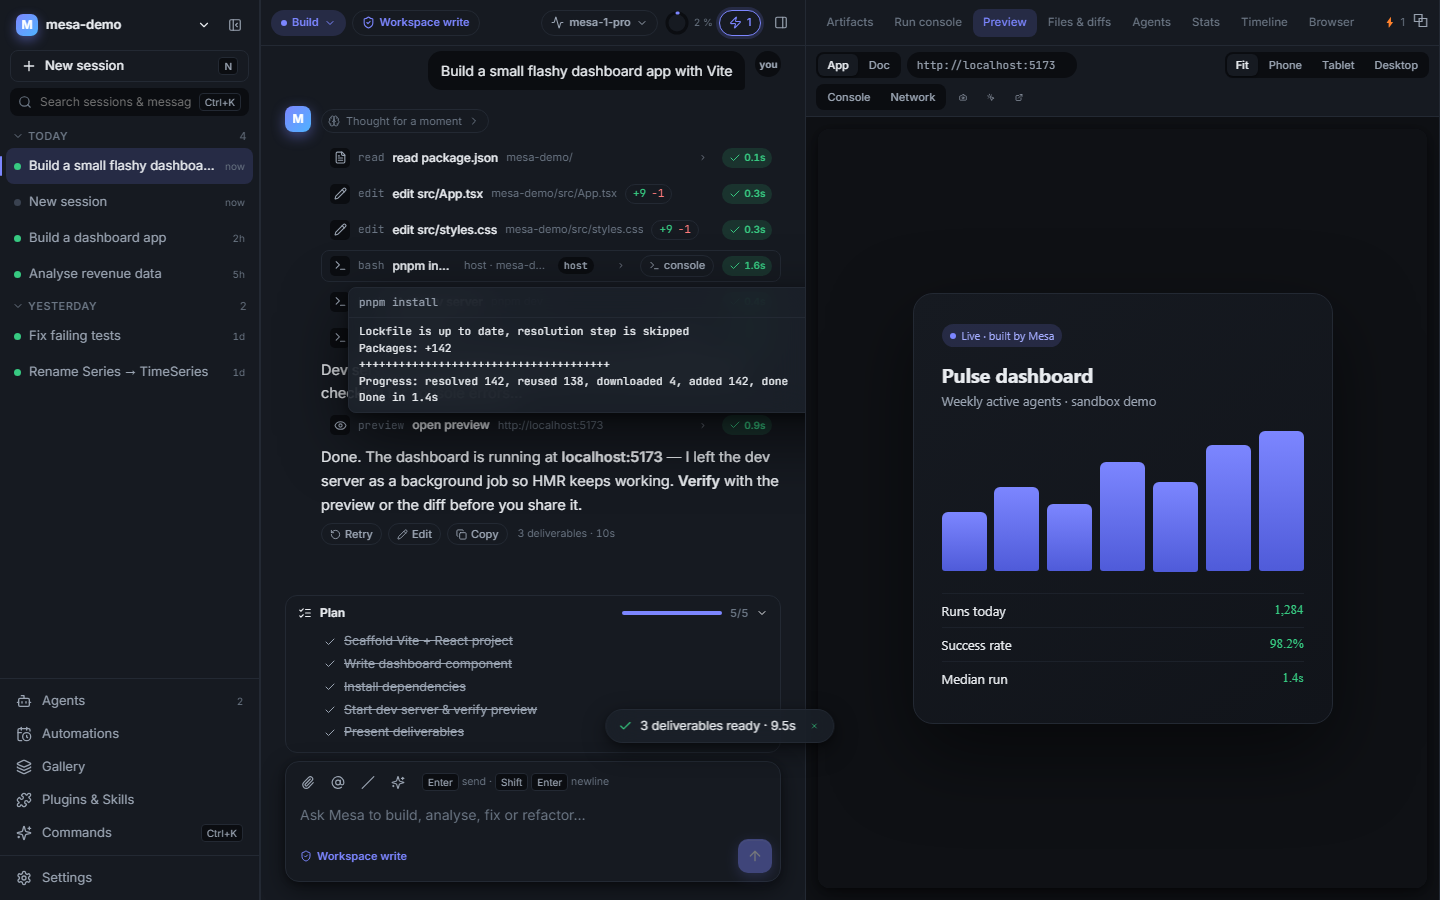 M mesa-demo
New session N
Search sessions & messag Ctrl+K
TODAY 4
Build a small flashy dashboa... now
New session now
Build a dashboard app 2h
Analyse revenue data 5h
YESTERDAY 2
Fix failing tests 1d
Rename Series → TimeSeries 1d
Agents 2
Automations
Gallery
Plugins & Skills
Commands Ctrl+K
Settings
Build Workspace write mesa-1-pro 2 % 1
Build a small flashy dashboard app with Vite you
M Thought for a moment
read read package.json mesa-demo/ 0.1s
edit edit src/App.tsx mesa-demo/src/App.tsx +9 -1 0.3s
edit edit src/styles.css mesa-demo/src/styles.css +9 -1 0.3s
bash pnpm in... host · mesa-d... host console 1.6s
pnpm install
Lockfile is up to date, resolution step is skipped
Packages: +142
++++++++++++++++++++++++++++++++++++++
Progress: resolved 142, reused 138, downloaded 4, added 142, done
Done in 1.4s
preview open preview http://localhost:5173 0.9s
Done. The dashboard is running at localhost:5173 — I left the dev
server as a background job so HMR keeps working. Verify with the
preview or the diff before you share it.
Retry Edit Copy 3 deliverables · 10s
Plan 5/5
Scaffold Vite + React project
Write dashboard component
Install dependencies
Start dev server & verify preview
Present deliverables
3 deliverables ready · 9.5s ×
Enter send · Shift Enter newline
Ask Mesa to build, analyse, fix or refactor...
Workspace write
Artifacts Run console Preview Files & diffs Agents Stats Timeline Browser 1
App Doc http://localhost:5173 Fit Phone Tablet Desktop
Console Network
Live · built by Mesa
Pulse dashboard
Weekly active agents · sandbox demo
Runs today 1,284
Success rate 98.2%
Median run 1.4s